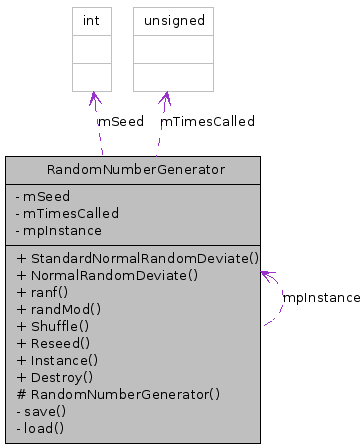 int unsigned
mSeed mTimesCalled
RandomNumberGenerator
- mSeed
- mTimesCalled
- mpInstance
+ StandardNormalRandomDeviate()
+ NormalRandomDeviate()
+ ranf()
+ randMod()
+ Shuffle()
+ Reseed()
+ Instance()
+ Destroy()
# RandomNumberGenerator()
- save()
- load()
mpInstance